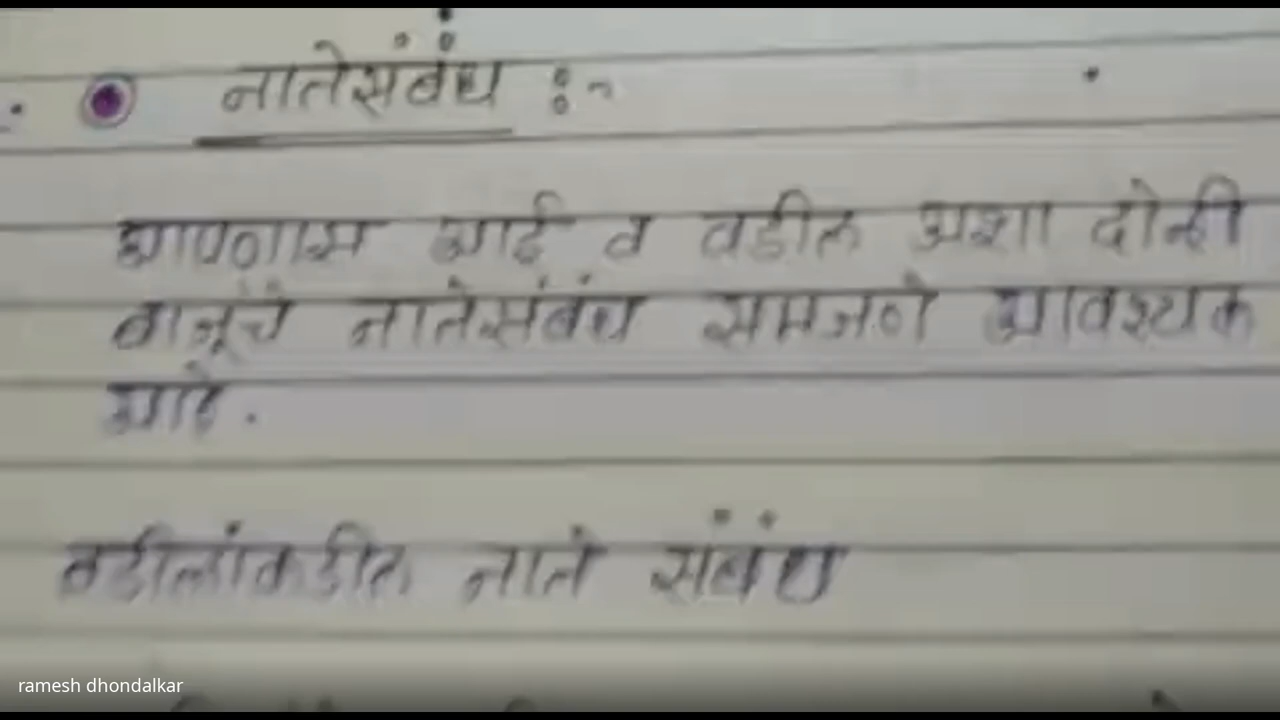 नातेसंबंध :-
आपणास आई व वडील अशा दोन्ही
बाजूंचे नातेसंबंध समजणे आवश्यक
आहे.
वडीलांकडील नाते संबंध
ramesh dhondalkar